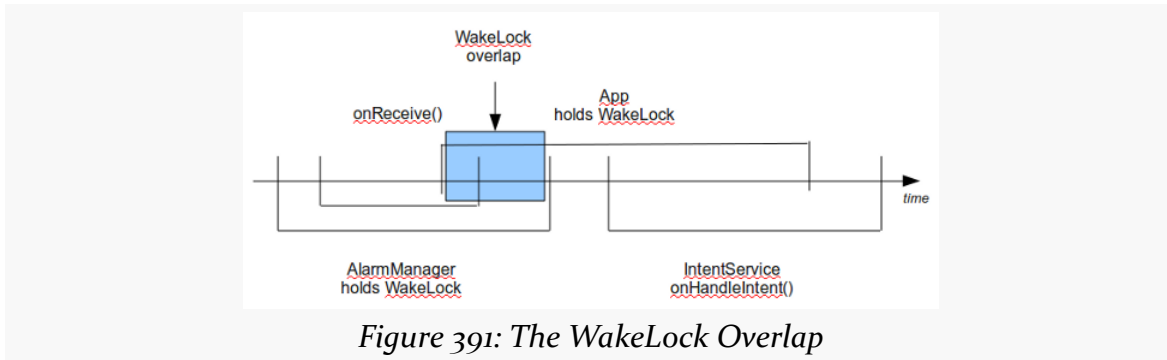 WakeLock
overlap
onReceive()
App
holds WakeLock
time
AlarmManager
holds WakeLock
IntentService
onHandleIntent()
Figure 391: The WakeLock Overlap